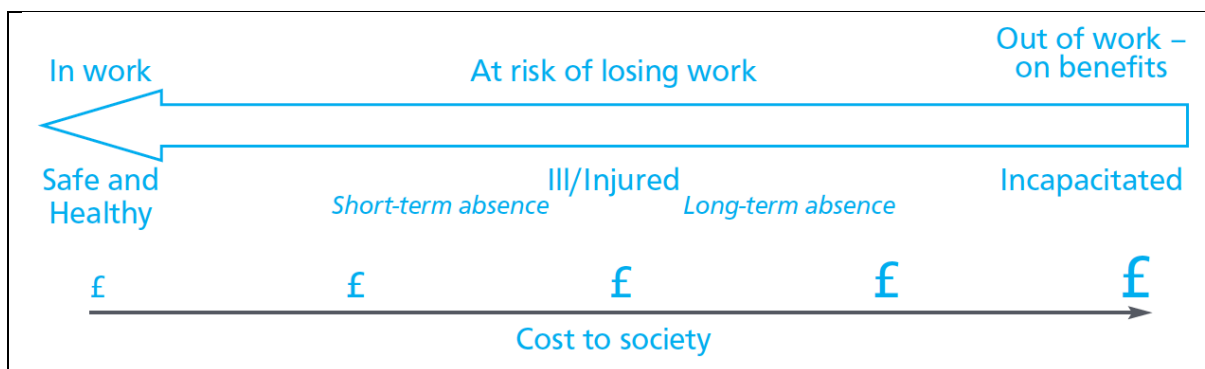 Out of work –
on benefits
In work
At risk of losing work
Safe and
Healthy
Ill/Injured
Incapacitated
Short-term absence
Long-term absence
£ £ £ £ £
Cost to society